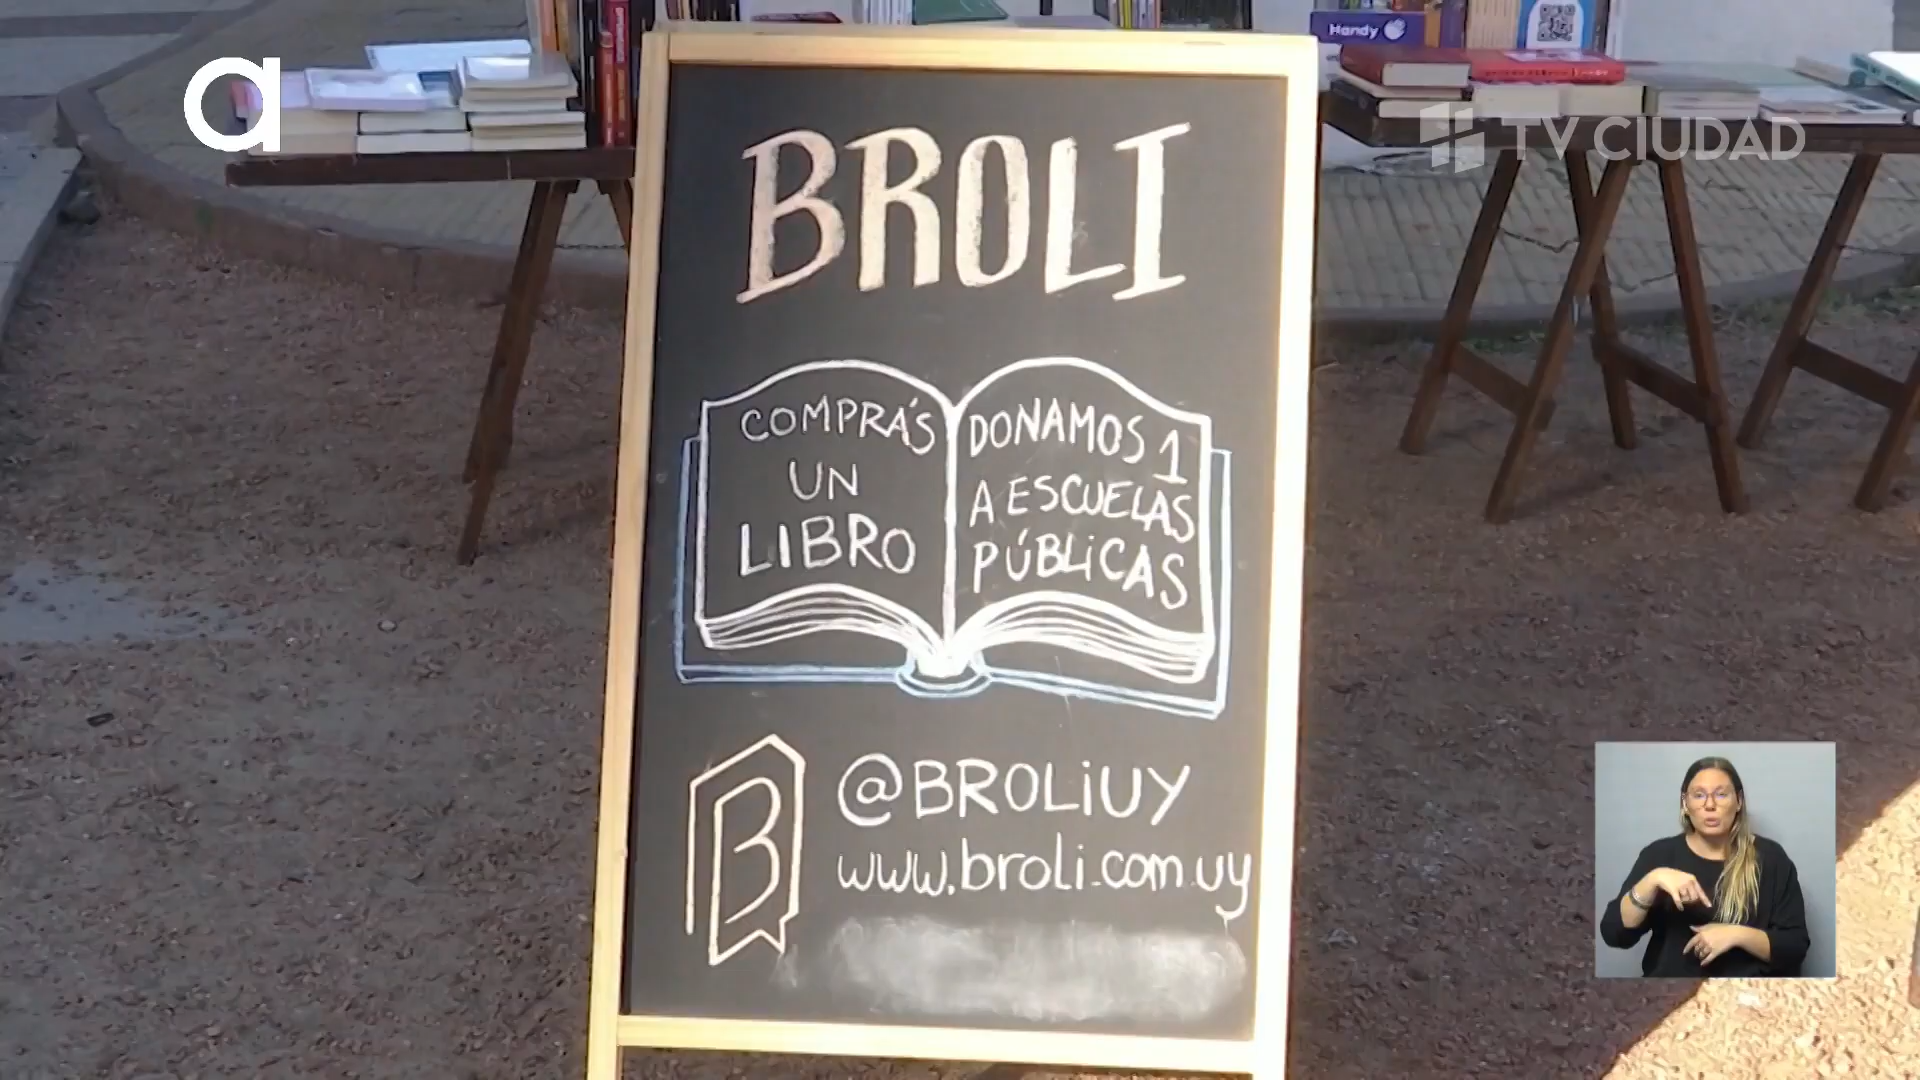 a
Handy
TV CIUDAD
BROLI
COMPRÁS
UN
LIBRO
DONAMOS 1
A ESCUELAS
PÚBLICAS
B
@BROLiUY
www.broli.com.uy